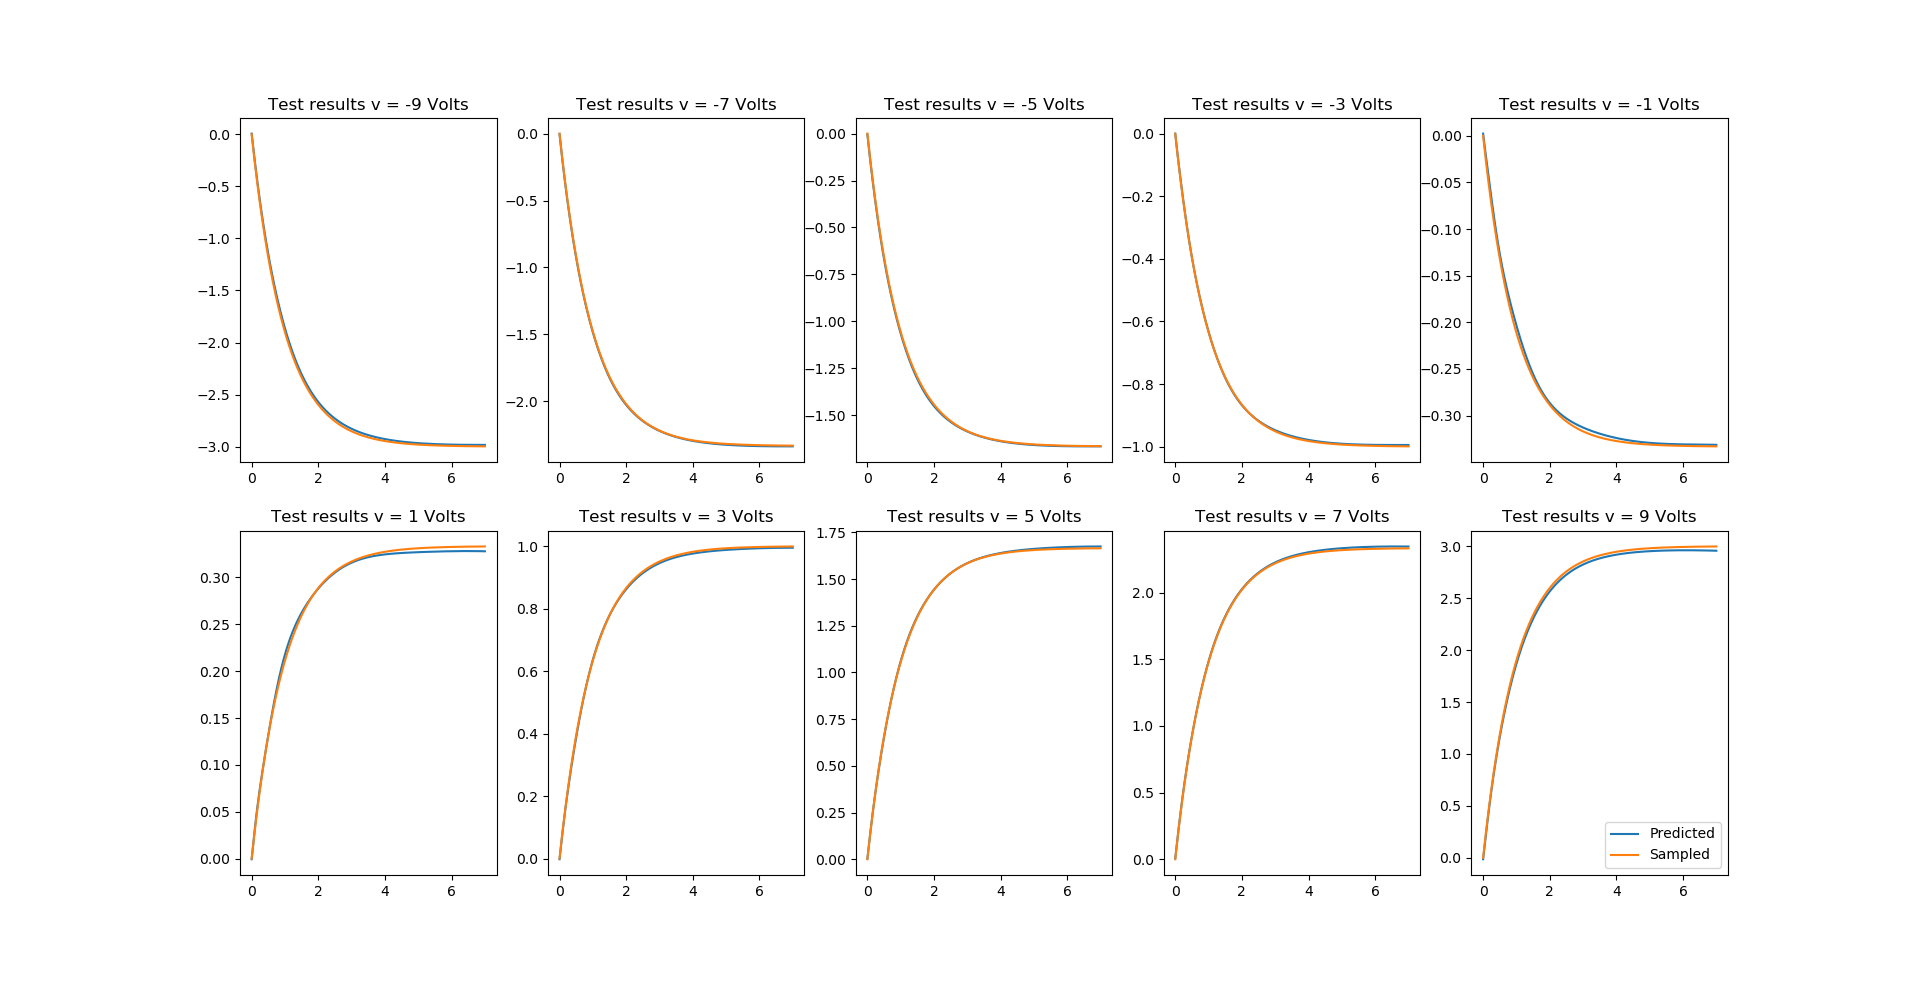 Test results v = -9 Volts
0.0
−0.5
−1.0
−1.5
−2.0
−2.5
−3.0
0 2 4 6
Test results v = -7 Volts
0.0
−0.5
−1.0
−1.5
−2.0
0 2 4 6
Test results v = -5 Volts
0.00
−0.25
−0.50
−0.75
−1.00
−1.25
−1.50
0 2 4 6
Test results v = -3 Volts
0.0
−0.2
−0.4
−0.6
−0.8
−1.0
0 2 4 6
Test results v = -1 Volts
0.00
−0.05
−0.10
−0.15
−0.20
−0.25
−0.30
0 2 4 6
Test results v = 1 Volts
0.30
0.25
0.20
0.15
0.10
0.05
0.00
0 2 4 6
Test results v = 3 Volts
1.0
0.8
0.6
0.4
0.2
0.0
0 2 4 6
Test results v = 5 Volts
1.75
1.50
1.25
1.00
0.75
0.50
0.25
0.00
0 2 4 6
Test results v = 7 Volts
2.0
1.5
1.0
0.5
0.0
0 2 4 6
Test results v = 9 Volts
3.0
2.5
2.0
1.5
1.0
0.5
0.0
Predicted
Sampled
0 2 4 6